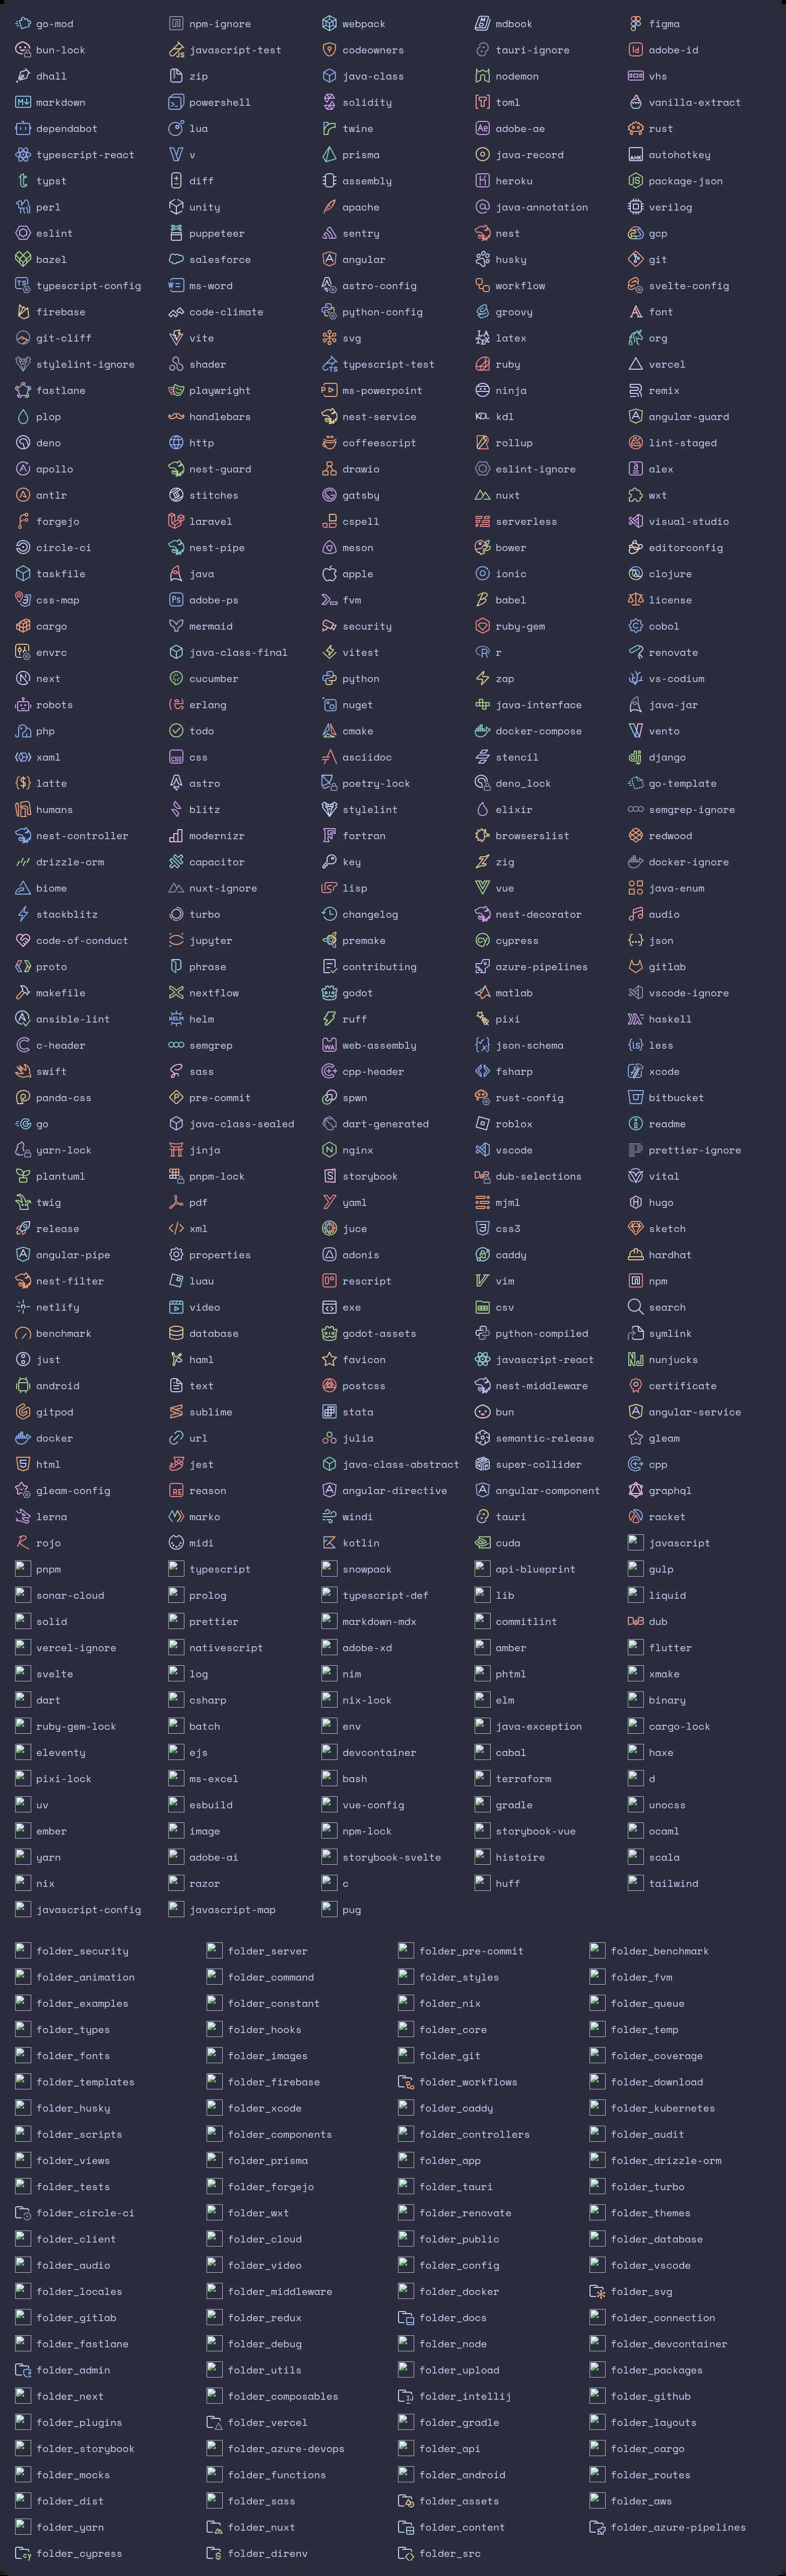 go-mod npm-ignore webpack mdbook figma
bun-lock javascript-test codeowners tauri-ignore adobe-id
dhall zip java-class nodemon vhs
markdown powershell solidity toml vanilla-extract
dependabot lua twine adobe-ae rust
typescript-react v prisma java-record autohotkey
typst diff assembly heroku package-json
perl unity apache java-annotation verilog
eslint puppeteer sentry nest gcp
bazel salesforce angular husky git
typescript-config ms-word astro-config workflow svelte-config
firebase code-climate python-config groovy font
git-cliff vite svg latex org
stylelint-ignore shader typescript-test ruby vercel
fastlane playwright ms-powerpoint ninja remix
plop handlebars nest-service kdl angular-guard
deno http coffeescript rollup lint-staged
apollo nest-guard drawio eslint-ignore alex
antlr stitches gatsby nuxt wxt
forgejo laravel cspell serverless visual-studio
circle-ci nest-pipe meson bower editorconfig
taskfile java apple ionic clojure
css-map adobe-ps fvm babel license
cargo mermaid security ruby-gem cobol
envrc java-class-final vitest r renovate
next cucumber python zap vs-codium
robots erlang nuget java-interface java-jar
php todo cmake docker-compose vento
xaml css asciidoc stencil django
latte astro poetry-lock deno_lock go-template
humans blitz stylelint elixir semgrep-ignore
nest-controller modernizr fortran browserslist redwood
drizzle-orm capacitor key zig docker-ignore
biome nuxt-ignore lisp vue java-enum
stackblitz turbo changelog nest-decorator audio
code-of-conduct jupyter premake cypress json
proto phrase contributing azure-pipelines gitlab
makefile nextflow godot matlab vscode-ignore
ansible-lint helm ruff pixi haskell
c-header semgrep web-assembly json-schema less
swift sass cpp-header fsharp xcode
panda-css pre-commit spwn rust-config bitbucket
go java-class-sealed dart-generated roblox readme
yarn-lock jinja nginx vscode prettier-ignore
plantuml pnpm-lock storybook dub-selections vital
twig pdf yaml mjml hugo
release xml juce css3 sketch
angular-pipe properties adonis caddy hardhat
nest-filter luau rescript vim npm
netlify video exe csv search
benchmark database godot-assets python-compiled symlink
just haml favicon javascript-react nunjucks
android text postcss nest-middleware certificate
gitpod sublime stata bun angular-service
docker url julia semantic-release gleam
html jest java-class-abstract super-collider cpp
gleam-config reason angular-directive angular-component graphql
lerna marko windi tauri racket
rojo midi kotlin cuda javascript
pnpm typescript snowpack api-blueprint gulp
sonar-cloud prolog typescript-def lib liquid
solid prettier markdown-mdx commitlint dub
vercel-ignore nativescript adobe-xd amber flutter
svelte log nim phtml xmake
dart csharp nix-lock elm binary
ruby-gem-lock batch env java-exception cargo-lock
eleventy ejs devcontainer cabal haxe
pixi-lock ms-excel bash terraform d
uv esbuild vue-config gradle unocss
ember image npm-lock storybook-vue ocaml
yarn adobe-ai storybook-svelte histoire scala
nix razor c huff tailwind
javascript-config javascript-map pug
folder_security folder_server folder_pre-commit folder_benchmark
folder_animation folder_command folder_styles folder_fvm
folder_examples folder_constant folder_nix folder_queue
folder_types folder_hooks folder_core folder_temp
folder_fonts folder_images folder_git folder_coverage
folder_templates folder_firebase folder_workflows folder_download
folder_husky folder_xcode folder_caddy folder_kubernetes
folder_scripts folder_components folder_controllers folder_audit
folder_views folder_prisma folder_app folder_drizzle-orm
folder_tests folder_forgejo folder_tauri folder_turbo
folder_circle-ci folder_wxt folder_renovate folder_themes
folder_client folder_cloud folder_public folder_database
folder_audio folder_video folder_config folder_vscode
folder_locales folder_middleware folder_docker folder_svg
folder_gitlab folder_redux folder_docs folder_connection
folder_fastlane folder_debug folder_node folder_devcontainer
folder_admin folder_utils folder_upload folder_packages
folder_next folder_composables folder_intellij folder_github
folder_plugins folder_vercel folder_gradle folder_layouts
folder_storybook folder_azure-devops folder_api folder_cargo
folder_mocks folder_functions folder_android folder_routes
folder_dist folder_sass folder_assets folder_aws
folder_yarn folder_nuxt folder_content folder_azure-pipelines
folder_cypress folder_direnv folder_src